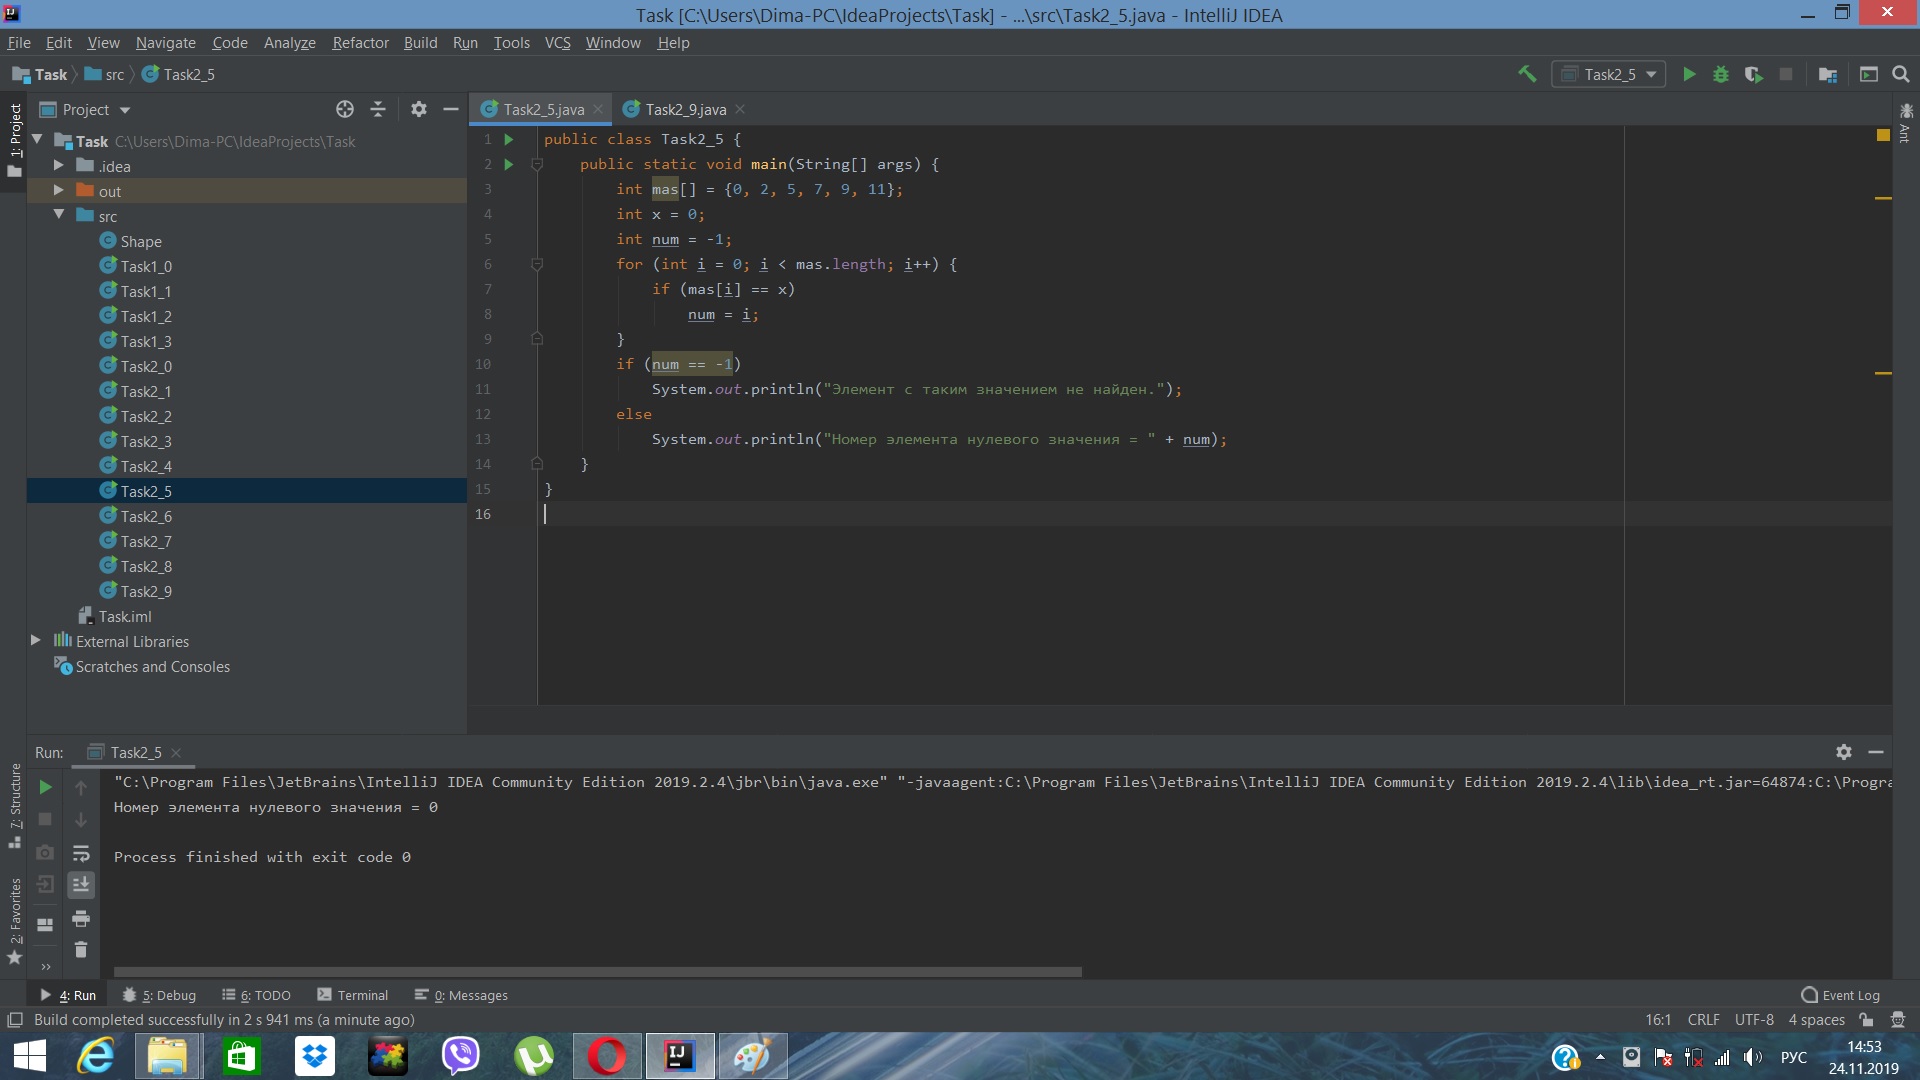 Task [C:\Users\Dima-PC\IdeaProjects\Task] - ...\src\Task2_5.java - IntelliJ IDEA
File Edit View Navigate Code Analyze Refactor Build Run Tools VCS Window Help
Task src Task2_5
Task2_5
1: Project
Project
Task2_5.java
Task2_9.java
Ant
Task C:\Users\Dima-PC\IdeaProjects\Task
.idea
out
src
Shape
Task1_0
Task1_1
Task1_2
Task1_3
Task2_0
Task2_1
Task2_2
Task2_3
Task2_4
Task2_5
Task2_6
Task2_7
Task2_8
Task2_9
Task.iml
External Libraries
Scratches and Consoles
1 public class Task2_5 {
2 public static void main(String[] args) {
3 int mas[] = {0, 2, 5, 7, 9, 11};
4 int x = 0;
5 int num = -1;
6 for (int i = 0; i < mas.length; i++) {
7 if (mas[i] == x)
8 num = i;
9 }
10 if (num == -1)
11 System.out.println("Элемент с таким значением не найден.");
12 else
13 System.out.println("Номер элемента нулевого значения = " + num);
14 }
15 }
16
Run: Task2_5
7: Structure
2: Favorites
"C:\Program Files\JetBrains\IntelliJ IDEA Community Edition 2019.2.4\jbr\bin\java.exe" "-javaagent:C:\Program Files\JetBrains\IntelliJ IDEA Community Edition 2019.2.4\lib\idea_rt.jar=64874:C:\Progra
Номер элемента нулевого значения = 0
Process finished with exit code 0
4: Run 5: Debug 6: TODO Terminal 0: Messages Event Log
Build completed successfully in 2 s 941 ms (a minute ago) 16:1 CRLF UTF-8 4 spaces
РУС
14:53
24.11.2019